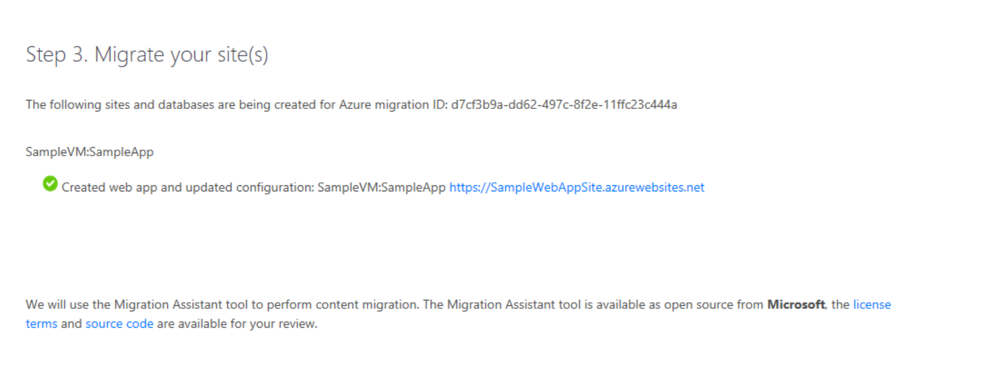 Step 3. Migrate your site(s)
The following sites and databases are being created for Azure migration ID: d7cf3b9a-dd62-497c-8f2e-11ffc23c444a
SampleVM:SampleApp
Created web app and updated configuration: SampleVM:SampleApp https://SampleWebAppSite.azurewebsites.net
We will use the Migration Assistant tool to perform content migration. The Migration Assistant tool is available as open source from Microsoft, the license
terms and source code are available for your review.